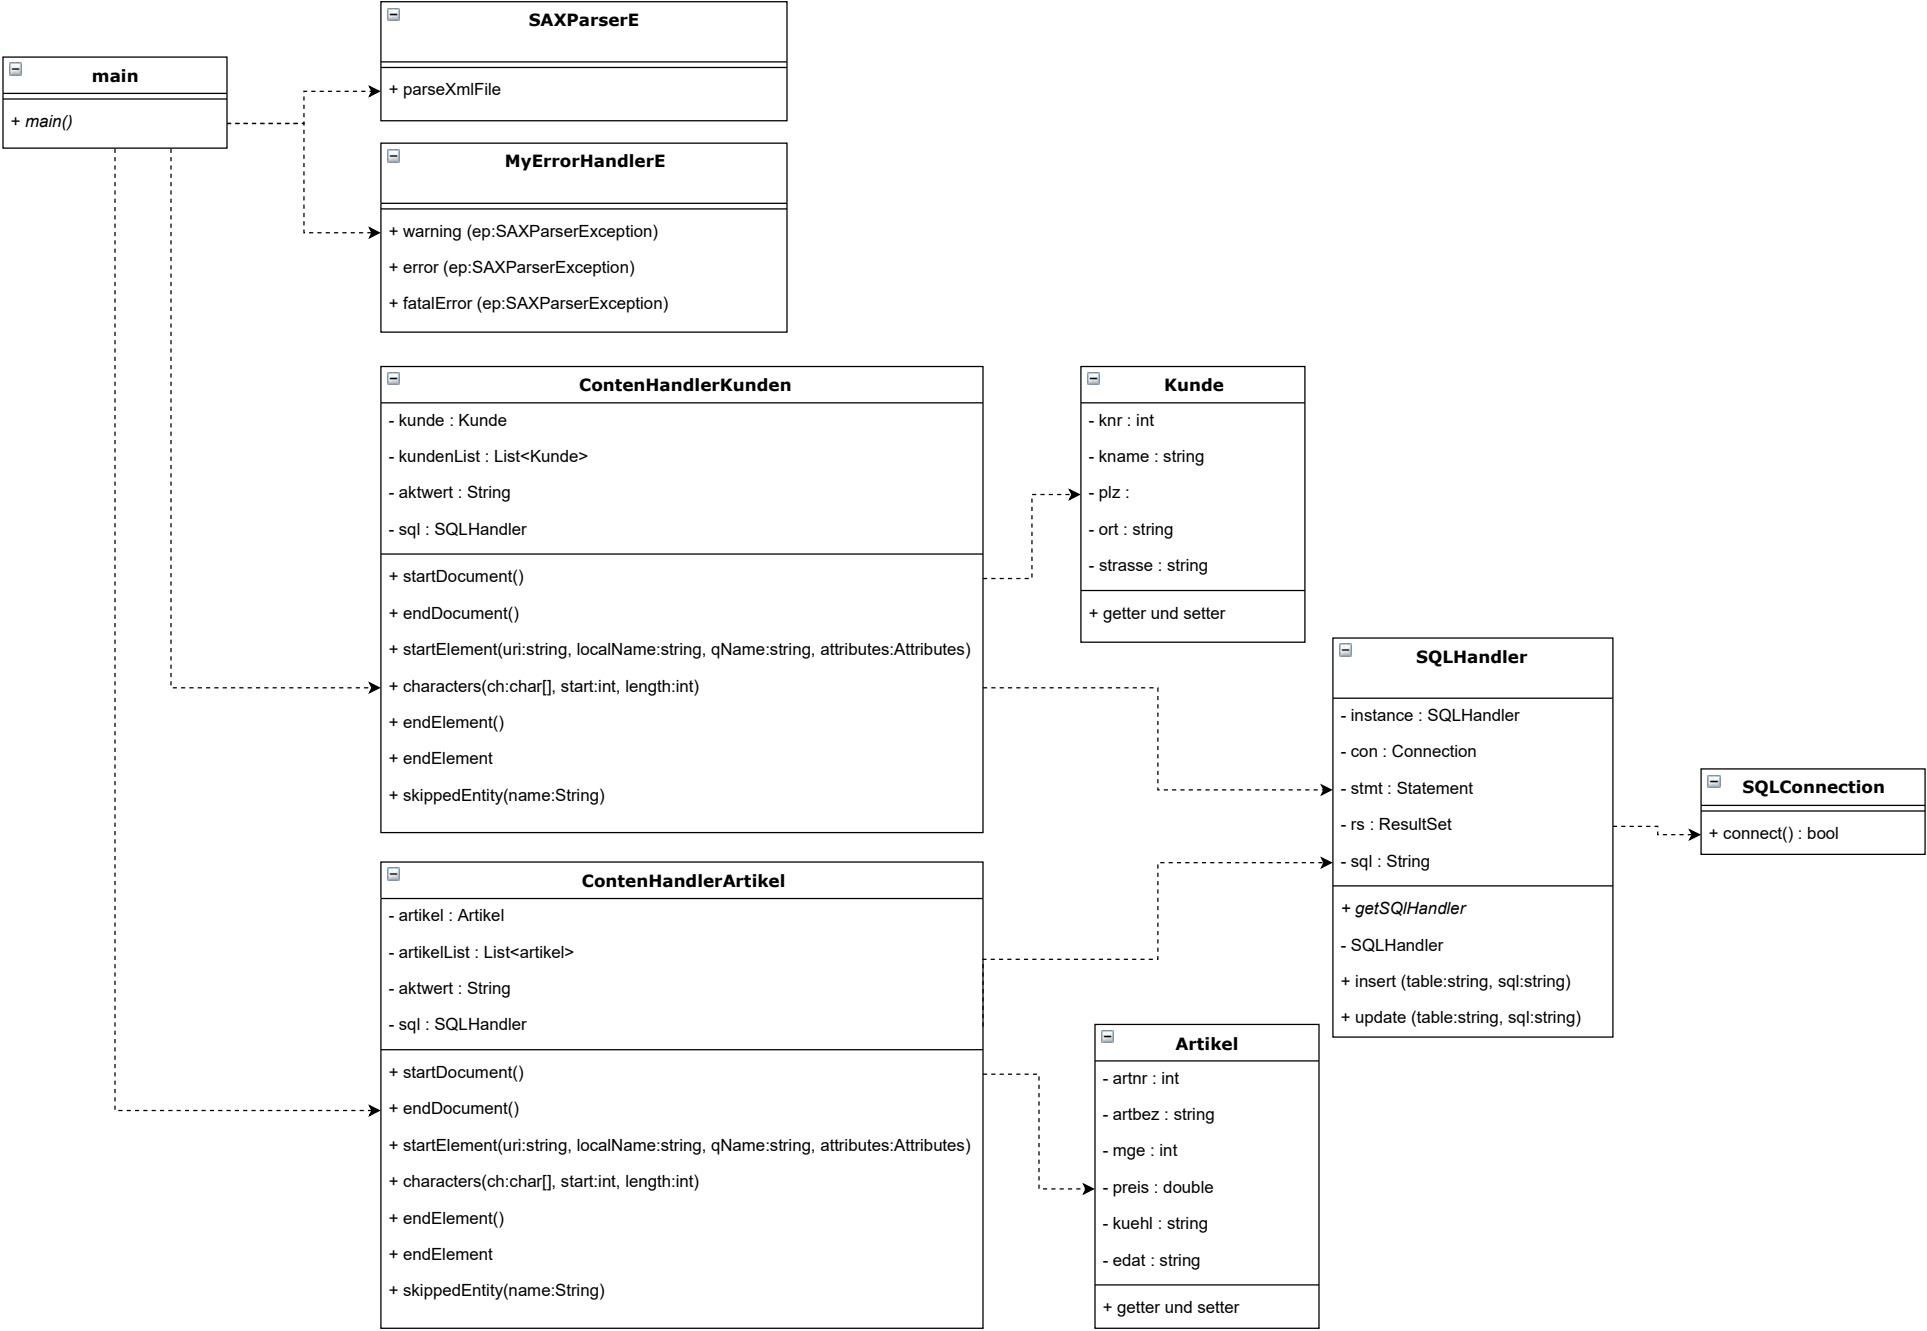 main
+ main()
SAXParserE
+ parseXmlFile
MyErrorHandlerE
+ warning (ep:SAXParserException)
+ error (ep:SAXParserException)
+ fatalError (ep:SAXParserException)
ContenHandlerKunden
- kunde : Kunde
- kundenList : List<Kunde>
- aktwert : String
- sql : SQLHandler
+ startDocument()
+ endDocument()
+ startElement(uri:string, localName:string, qName:string, attributes:Attributes)
+ characters(ch:char[], start:int, length:int)
+ endElement()
+ endElement
+ skippedEntity(name:String)
Kunde
- knr : int
- kname : string
- plz :
- ort : string
- strasse : string
+ getter und setter
SQLHandler
- instance : SQLHandler
- con : Connection
- stmt : Statement
- rs : ResultSet
- sql : String
+ getSQlHandler
- SQLHandler
+ insert (table:string, sql:string)
+ update (table:string, sql:string)
SQLConnection
+ connect() : bool
ContenHandlerArtikel
- artikel : Artikel
- artikelList : List<artikel>
- aktwert : String
- sql : SQLHandler
+ startDocument()
+ endDocument()
+ startElement(uri:string, localName:string, qName:string, attributes:Attributes)
+ characters(ch:char[], start:int, length:int)
+ endElement()
+ endElement
+ skippedEntity(name:String)
Artikel
- artnr : int
- artbez : string
- mge : int
- preis : double
- kuehl : string
- edat : string
+ getter und setter